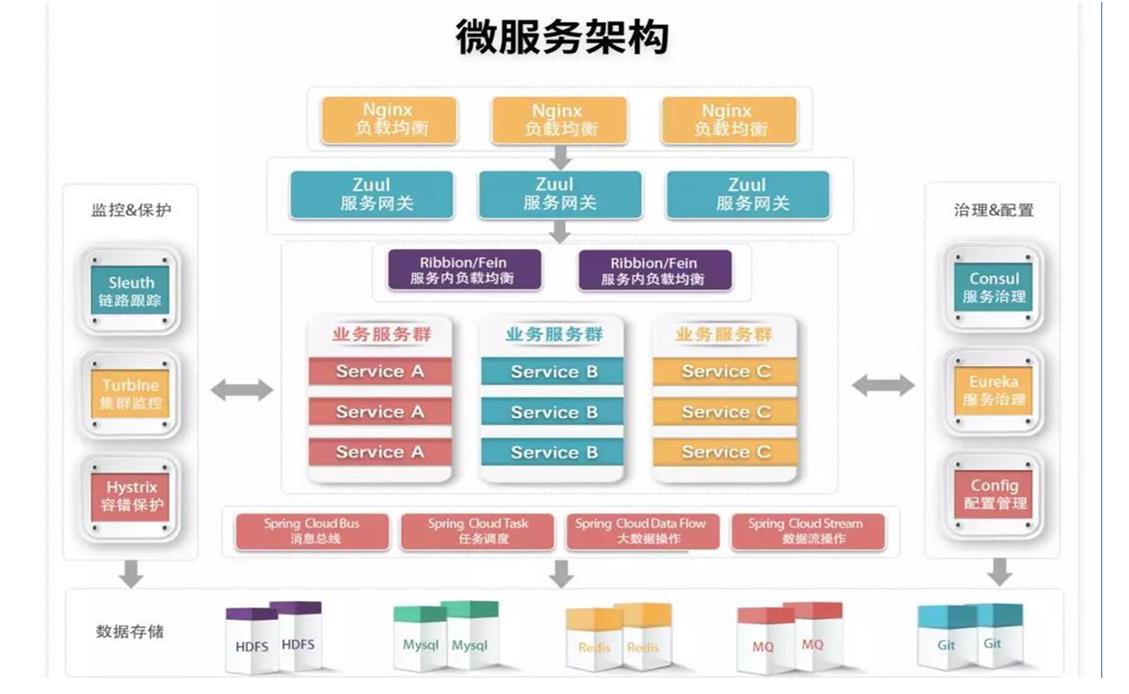 微服务架构
Nginx
负载均衡
Nginx
负载均衡
Nginx
负载均衡
Zuul
服务网关
Zuul
服务网关
Zuul
服务网关
监控&保护
Sleuth
链路跟踪
Turbine
集群监控
Hystrix
容错保护
Ribbion/Fein
服务内负载均衡
Ribbion/Fein
服务内负载均衡
业务服务群
Service A
Service A
Service A
业务服务群
Service B
Service B
Service B
业务服务群
Service C
Service C
Service C
治理&配置
Consul
服务治理
Eureka
服务治理
Config
配置管理
Spring Cloud Bus
消息总线
Spring Cloud Task
任务调度
Spring Cloud Data Flow
大数据操作
Spring Cloud Stream
数据流操作
数据存储
HDFS
HDFS
Mysql
Mysql
Redis
Redis
MQ
MQ
Git
Git